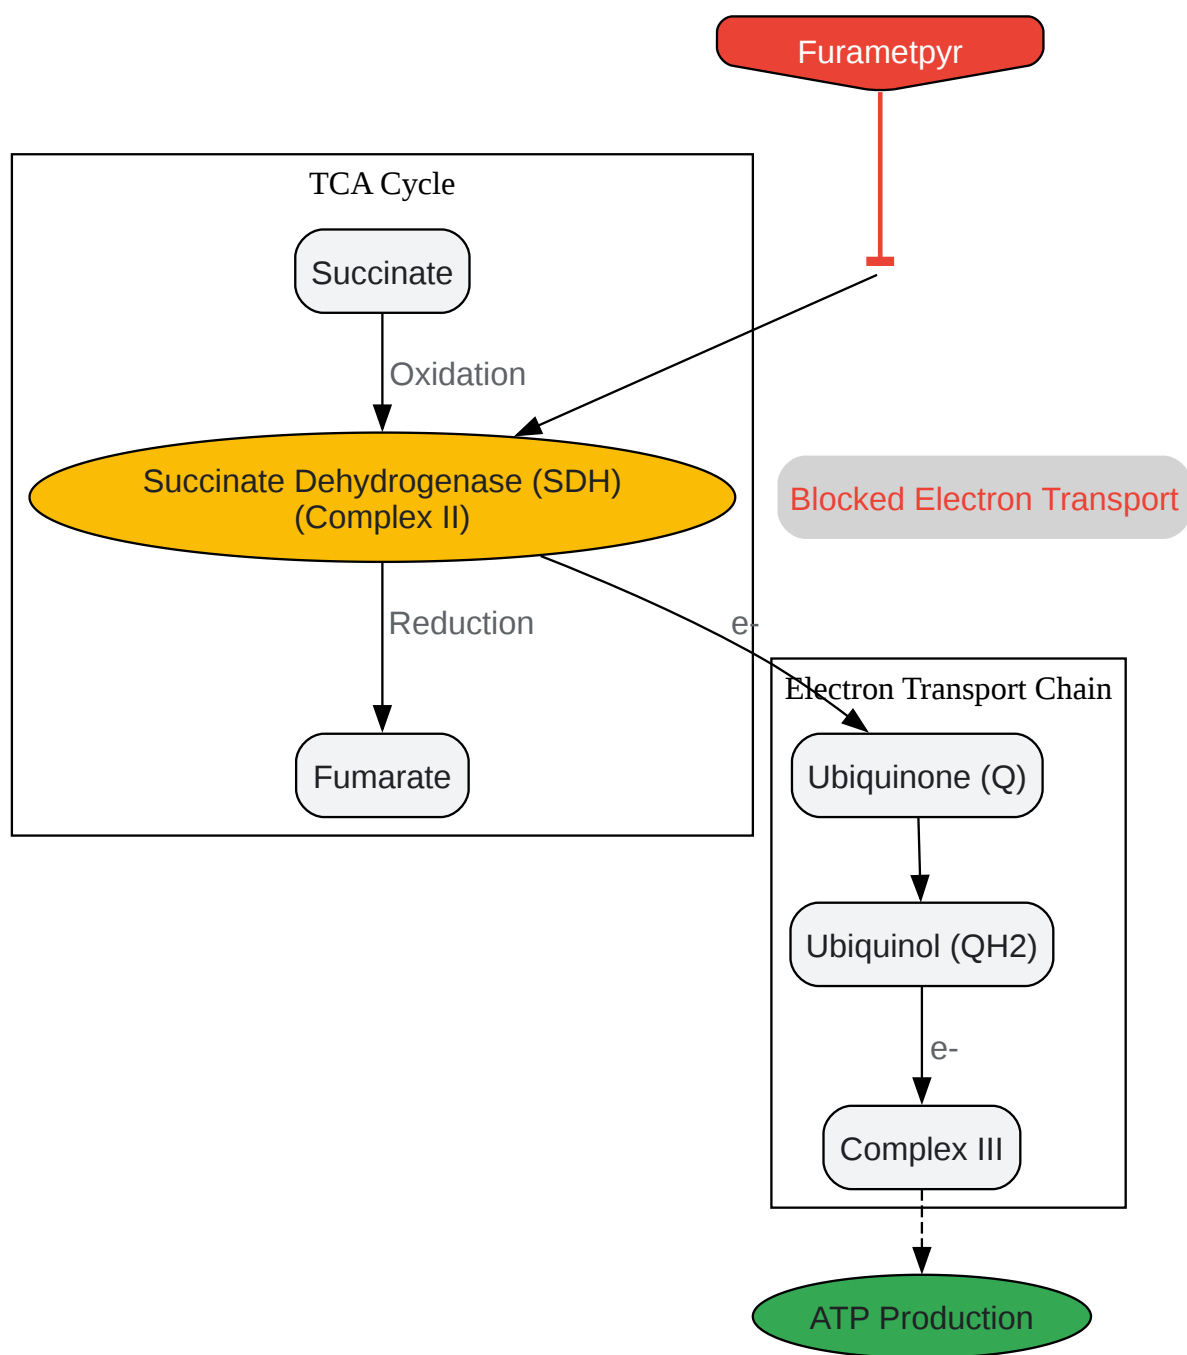 Furametpyr
TCA Cycle
Succinate
Oxidation
Succinate Dehydrogenase (SDH)
(Complex II)
Blocked Electron Transport
Reduction
e-
Electron Transport Chain
Fumarate
Ubiquinone (Q)
Ubiquinol (QH2)
e-
Complex III
ATP Production